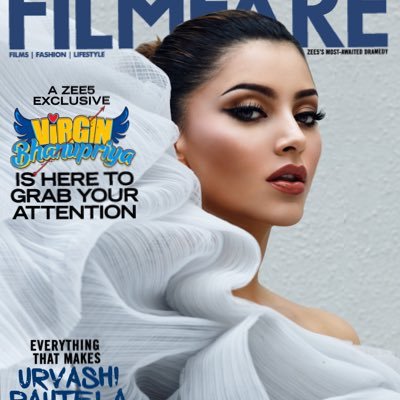 FILMFARE
FILMS | FASHION | LIFESTYLE
ZEE5'S MOST-AWAITED DRAMEDY
A ZEE5
EXCLUSIVE
ViRGiN
Bhanupriya
IS HERE TO
GRAB YOUR
ATTENTION
EVERYTHING
THAT MAKES
URVASHI
RAUTELA